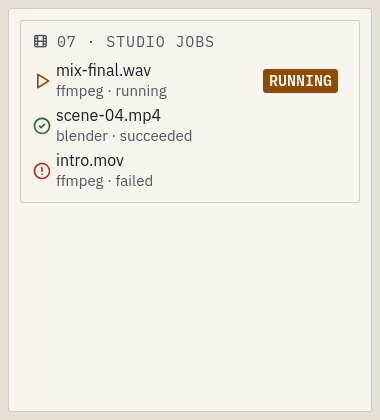 07 · STUDIO JOBS
mix-final.wav
ffmpeg · running
RUNNING
scene-04.mp4
blender · succeeded
intro.mov
ffmpeg · failed